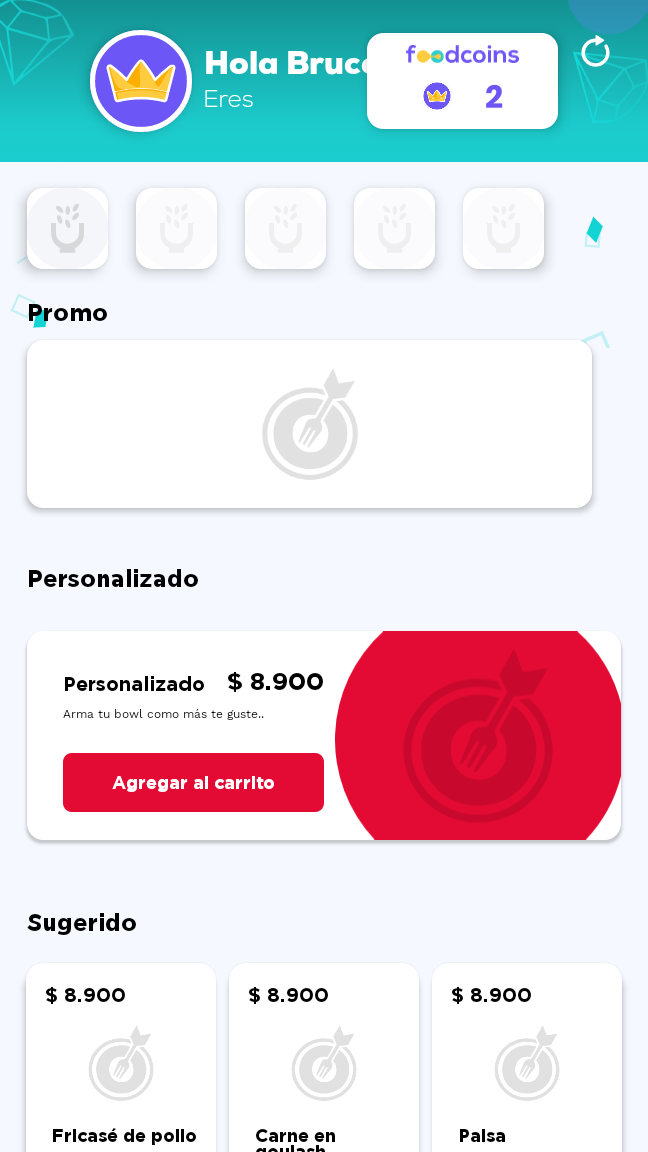 Hola Bruce
Eres
foodcoins
2
Promo
Personalizado
Personalizado
$ 8.900
Arma tu bowl como más te guste..
Agregar al carrito
Sugerido
$ 8.900
$ 8.900
$ 8.900
Fricasé de pollo
Carne en
goulash
Paisa